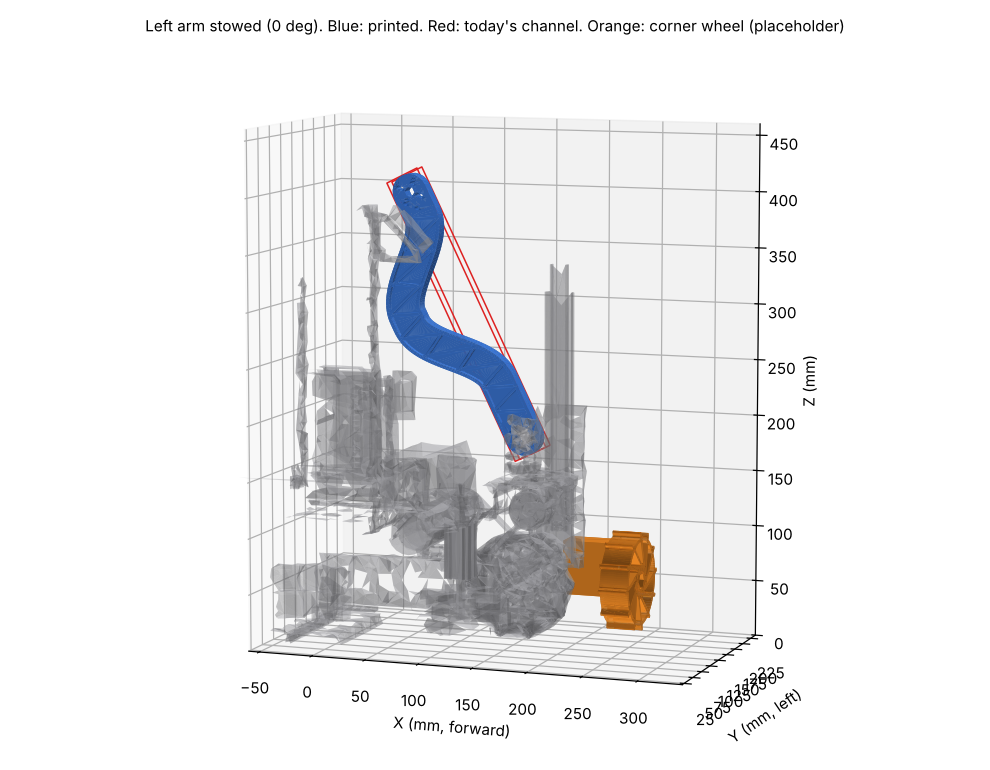 Left arm stowed (0 deg). Blue: printed. Red: today's channel. Orange: corner wheel (placeholder)
450
400
350
300
250
200
150
100
50
0
Z (mm)
−50 0 50 100 150 200 250 300
X (mm, forward)
Y (mm, left)